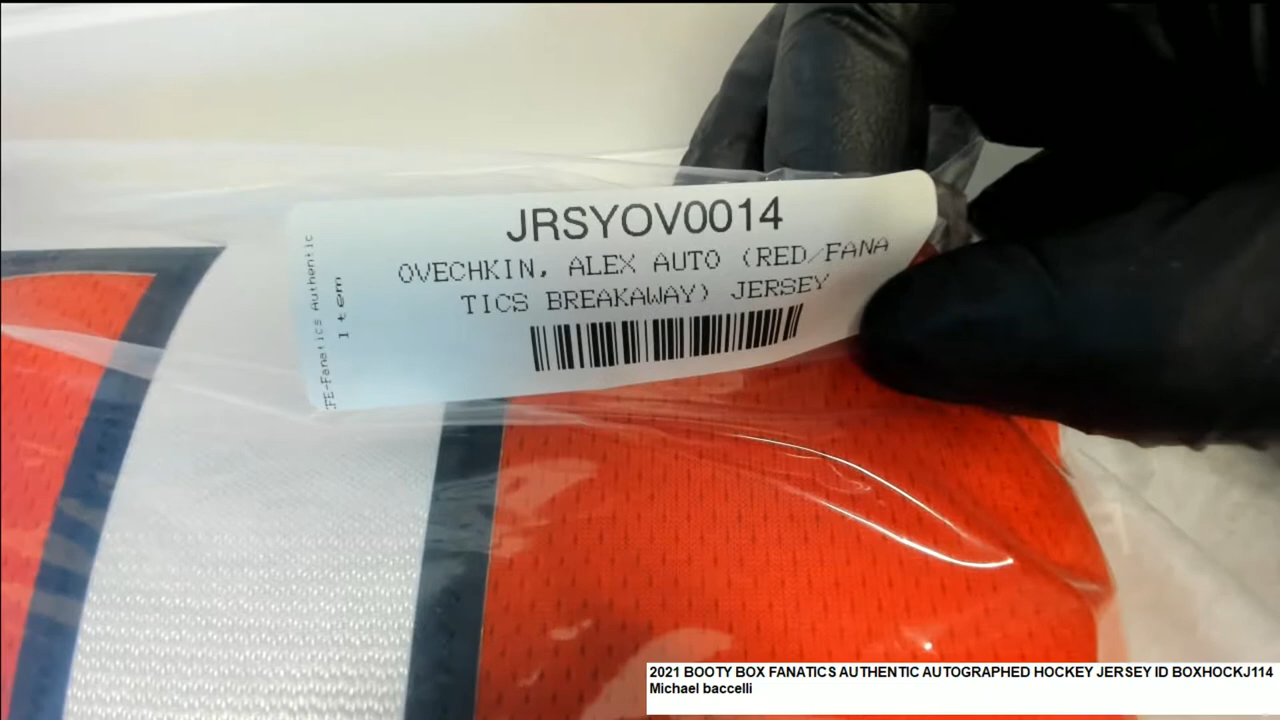 JRSYOV0014
OVECHKIN, ALEX AUTO (RED/FANA
TICS BREAKAWAY) JERSEY
FE-Fanatics Authentic
1 tem
2021 BOOTY BOX FANATICS AUTHENTIC AUTOGRAPHED HOCKEY JERSEY ID BOXHOCKJ114
Michael baccelli